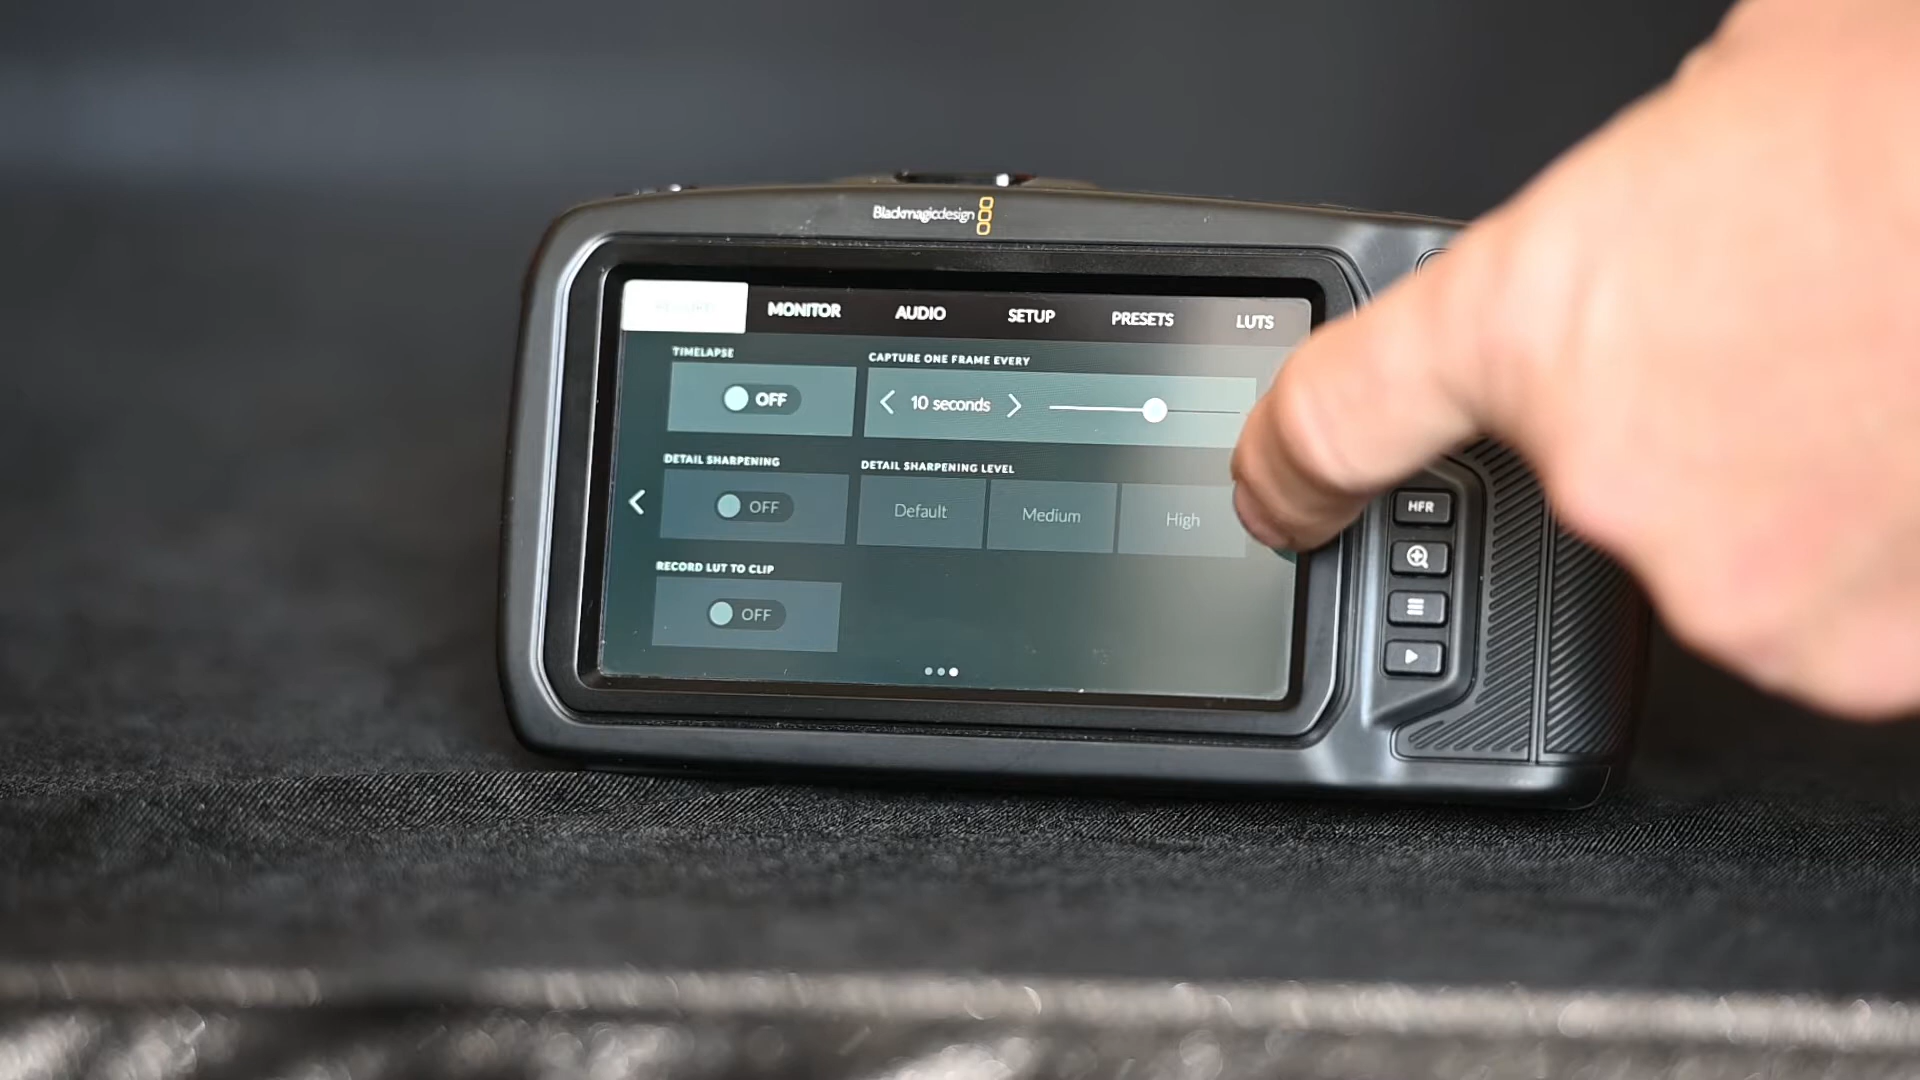 Blackmagicdesign
MONITOR AUDIO SETUP PRESETS LUTS
TIMELAPSE CAPTURE ONE FRAME EVERY
OFF 10 seconds
DETAIL SHARPENING DETAIL SHARPENING LEVEL
OFF Default Medium High
RECORD LUT TO CLIP
OFF
HFR